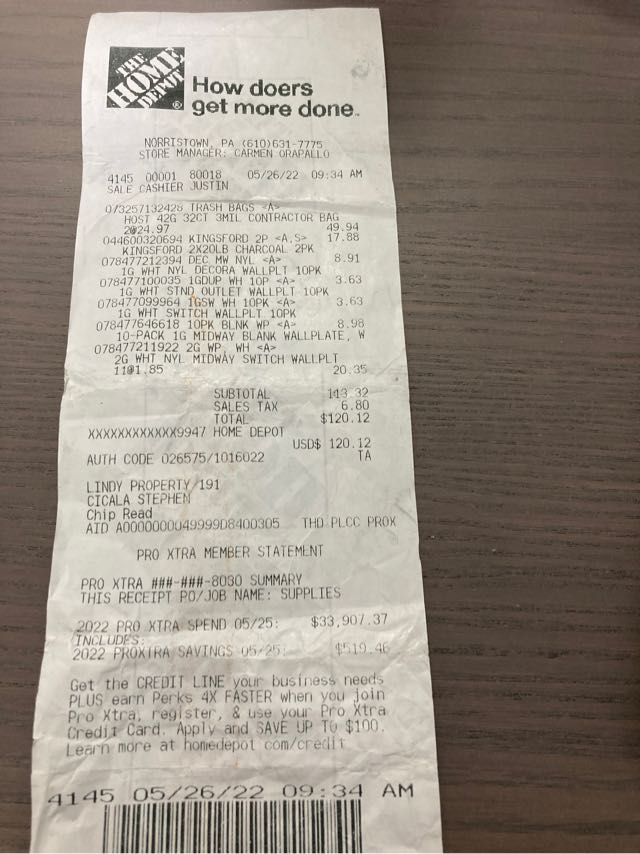 THE
HOME
DEPOT
How doers
get more done™
NORRISTOWN, PA (610)631-7775
STORE MANAGER: CARMEN ORAPALLO
4145 00001 80018 05/26/22 09:34 AM
SALE CASHIER JUSTIN
073257132428 TRASH BAGS <A>
HOST 42G 32CT 3MIL CONTRACTOR BAG
2@24.97 49.94
044600320694 KINGSFORD 2P <A,S> 17.88
KINGSFORD 2X20LB CHARCOAL 2PK
078477212394 DEC MW NYL <A> 8.91
1G WHT NYL DECORA WALLPLT 10PK
078477100035 1GDUP WH 10P <A> 3.63
1G WHT STND OUTLET WALLPLT 10PK
078477099964 1GSW WH 10PK <A> 3.63
1G WHT SWITCH WALLPLT 10PK
078477646618 10PK BLNK WP <A> 8.98
10-PACK 1G MIDWAY BLANK WALLPLATE, W
078477211922 2G WP, WH <A>
2G WHT NYL MIDWAY SWITCH WALLPLT
11@1.85 20.35
SUBTOTAL 113.32
SALES TAX 6.80
TOTAL $120.12
XXXXXXXXXXXX9947 HOME DEPOT
USD$ 120.12
AUTH CODE 026575/1016022 TA
LINDY PROPERTY/191
CICALA STEPHEN
Chip Read
AID A0000000049999D8400305 THD PLCC PROX
PRO XTRA MEMBER STATEMENT
PRO XTRA ###-###-8030 SUMMARY
THIS RECEIPT PO/JOB NAME: SUPPLIES
2022 PRO XTRA SPEND 05/25: $33,907.37
INCLUDES:
2022 PROXTRA SAVINGS 05/25: $519.46
Get the CREDIT LINE your business needs
PLUS earn Perks 4X FASTER when you join
Pro Xtra, register, & use your Pro Xtra
Credit Card. Apply and SAVE UP TO $100.
Learn more at homedepot.com/credit
4145 05/26/22 09:34 AM